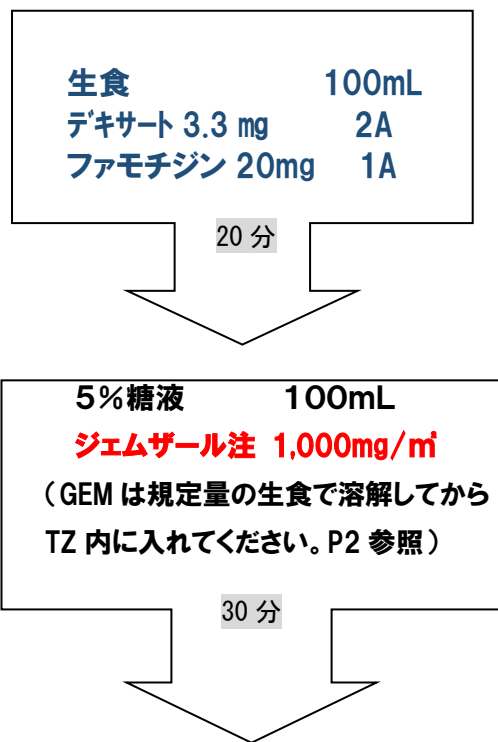 生食 100mL
デキサート 3.3 mg 2A
ファモチジン 20mg 1A
20 分
5%糖液 100mL
ジェムザール注 1,000mg/㎡
(GEM は規定量の生食で溶解してから
TZ 内に入れてください。P2 参照)
30 分